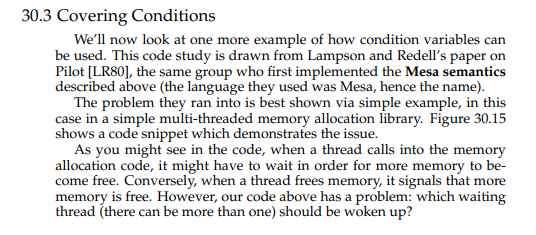 30.3 Covering Conditions
We'll now look at one more example of how condition variables can
be used. This code study is drawn from Lampson and Redell's paper on
Pilot [LR80], the same group who first implemented the Mesa semantics
described above (the language they used was Mesa, hence the name).
The problem they ran into is best shown via simple example, in this
case in a simple multi-threaded memory allocation library. Figure 30.15
shows a code snippet which demonstrates the issue.
As you might see in the code, when a thread calls into the memory
allocation code, it might have to wait in order for more memory to be-
come free. Conversely, when a thread frees memory, it signals that more
memory is free. However, our code above has a problem: which waiting
thread (there can be more than one) should be woken up?